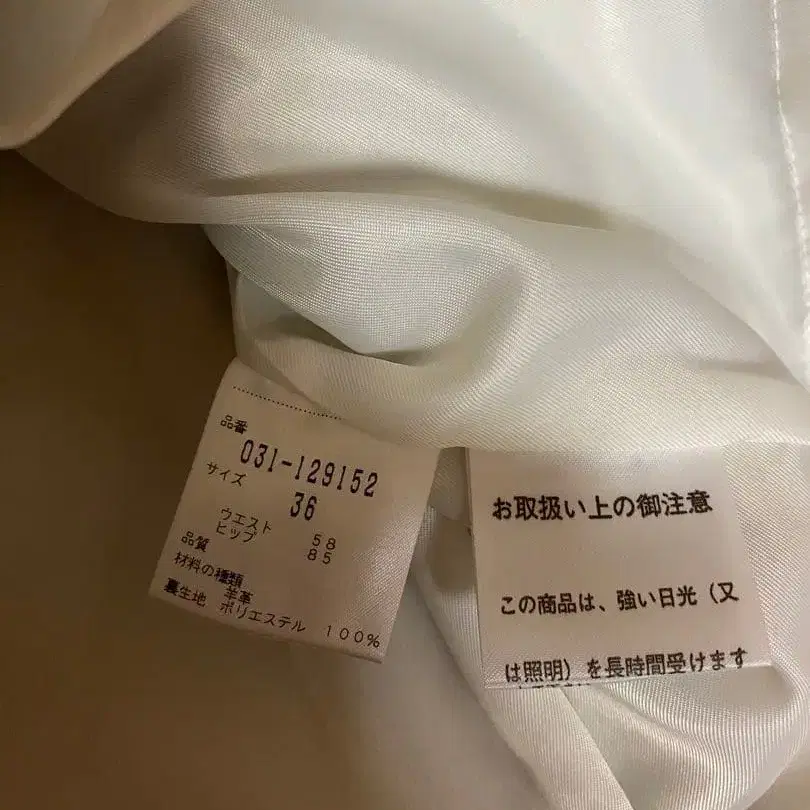 品番
031-129152
サイズ
36
ウエスト 58
ヒップ 85
品質
材料の種類
羊革
裏生地 ポリエステル 100%
お取扱い上の御注意
この商品は、強い日光（又
は照明）を長時間受けます